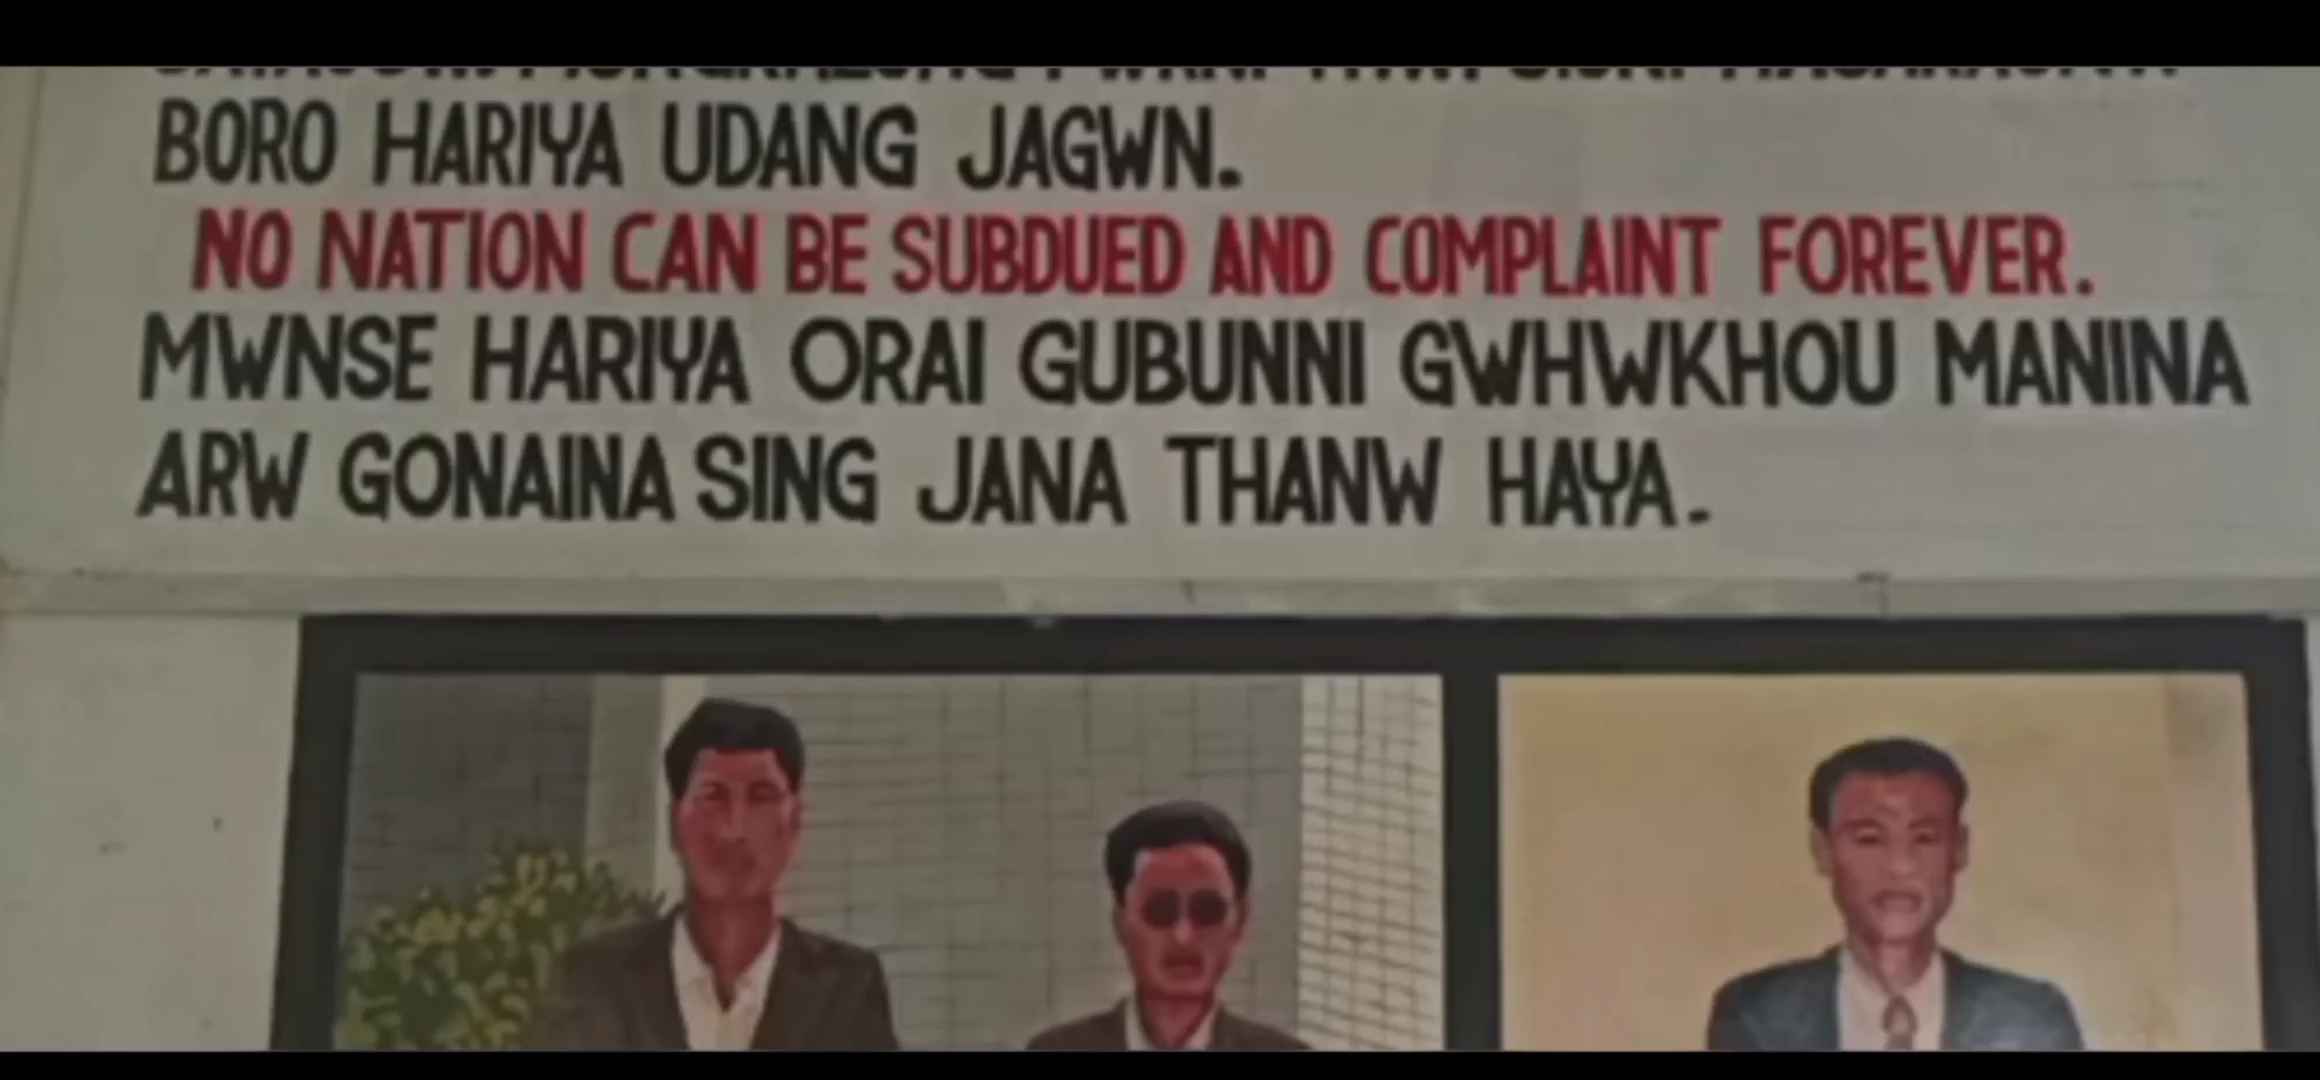 BORO HARIYA UDANG JAGWN.
NO NATION CAN BE SUBDUED AND COMPLAINT FOREVER.
MWNSE HARIYA ORAI GUBUNNI GWHWKHOU MANINA
ARW GONAINA SING JANA THANW HAYA.